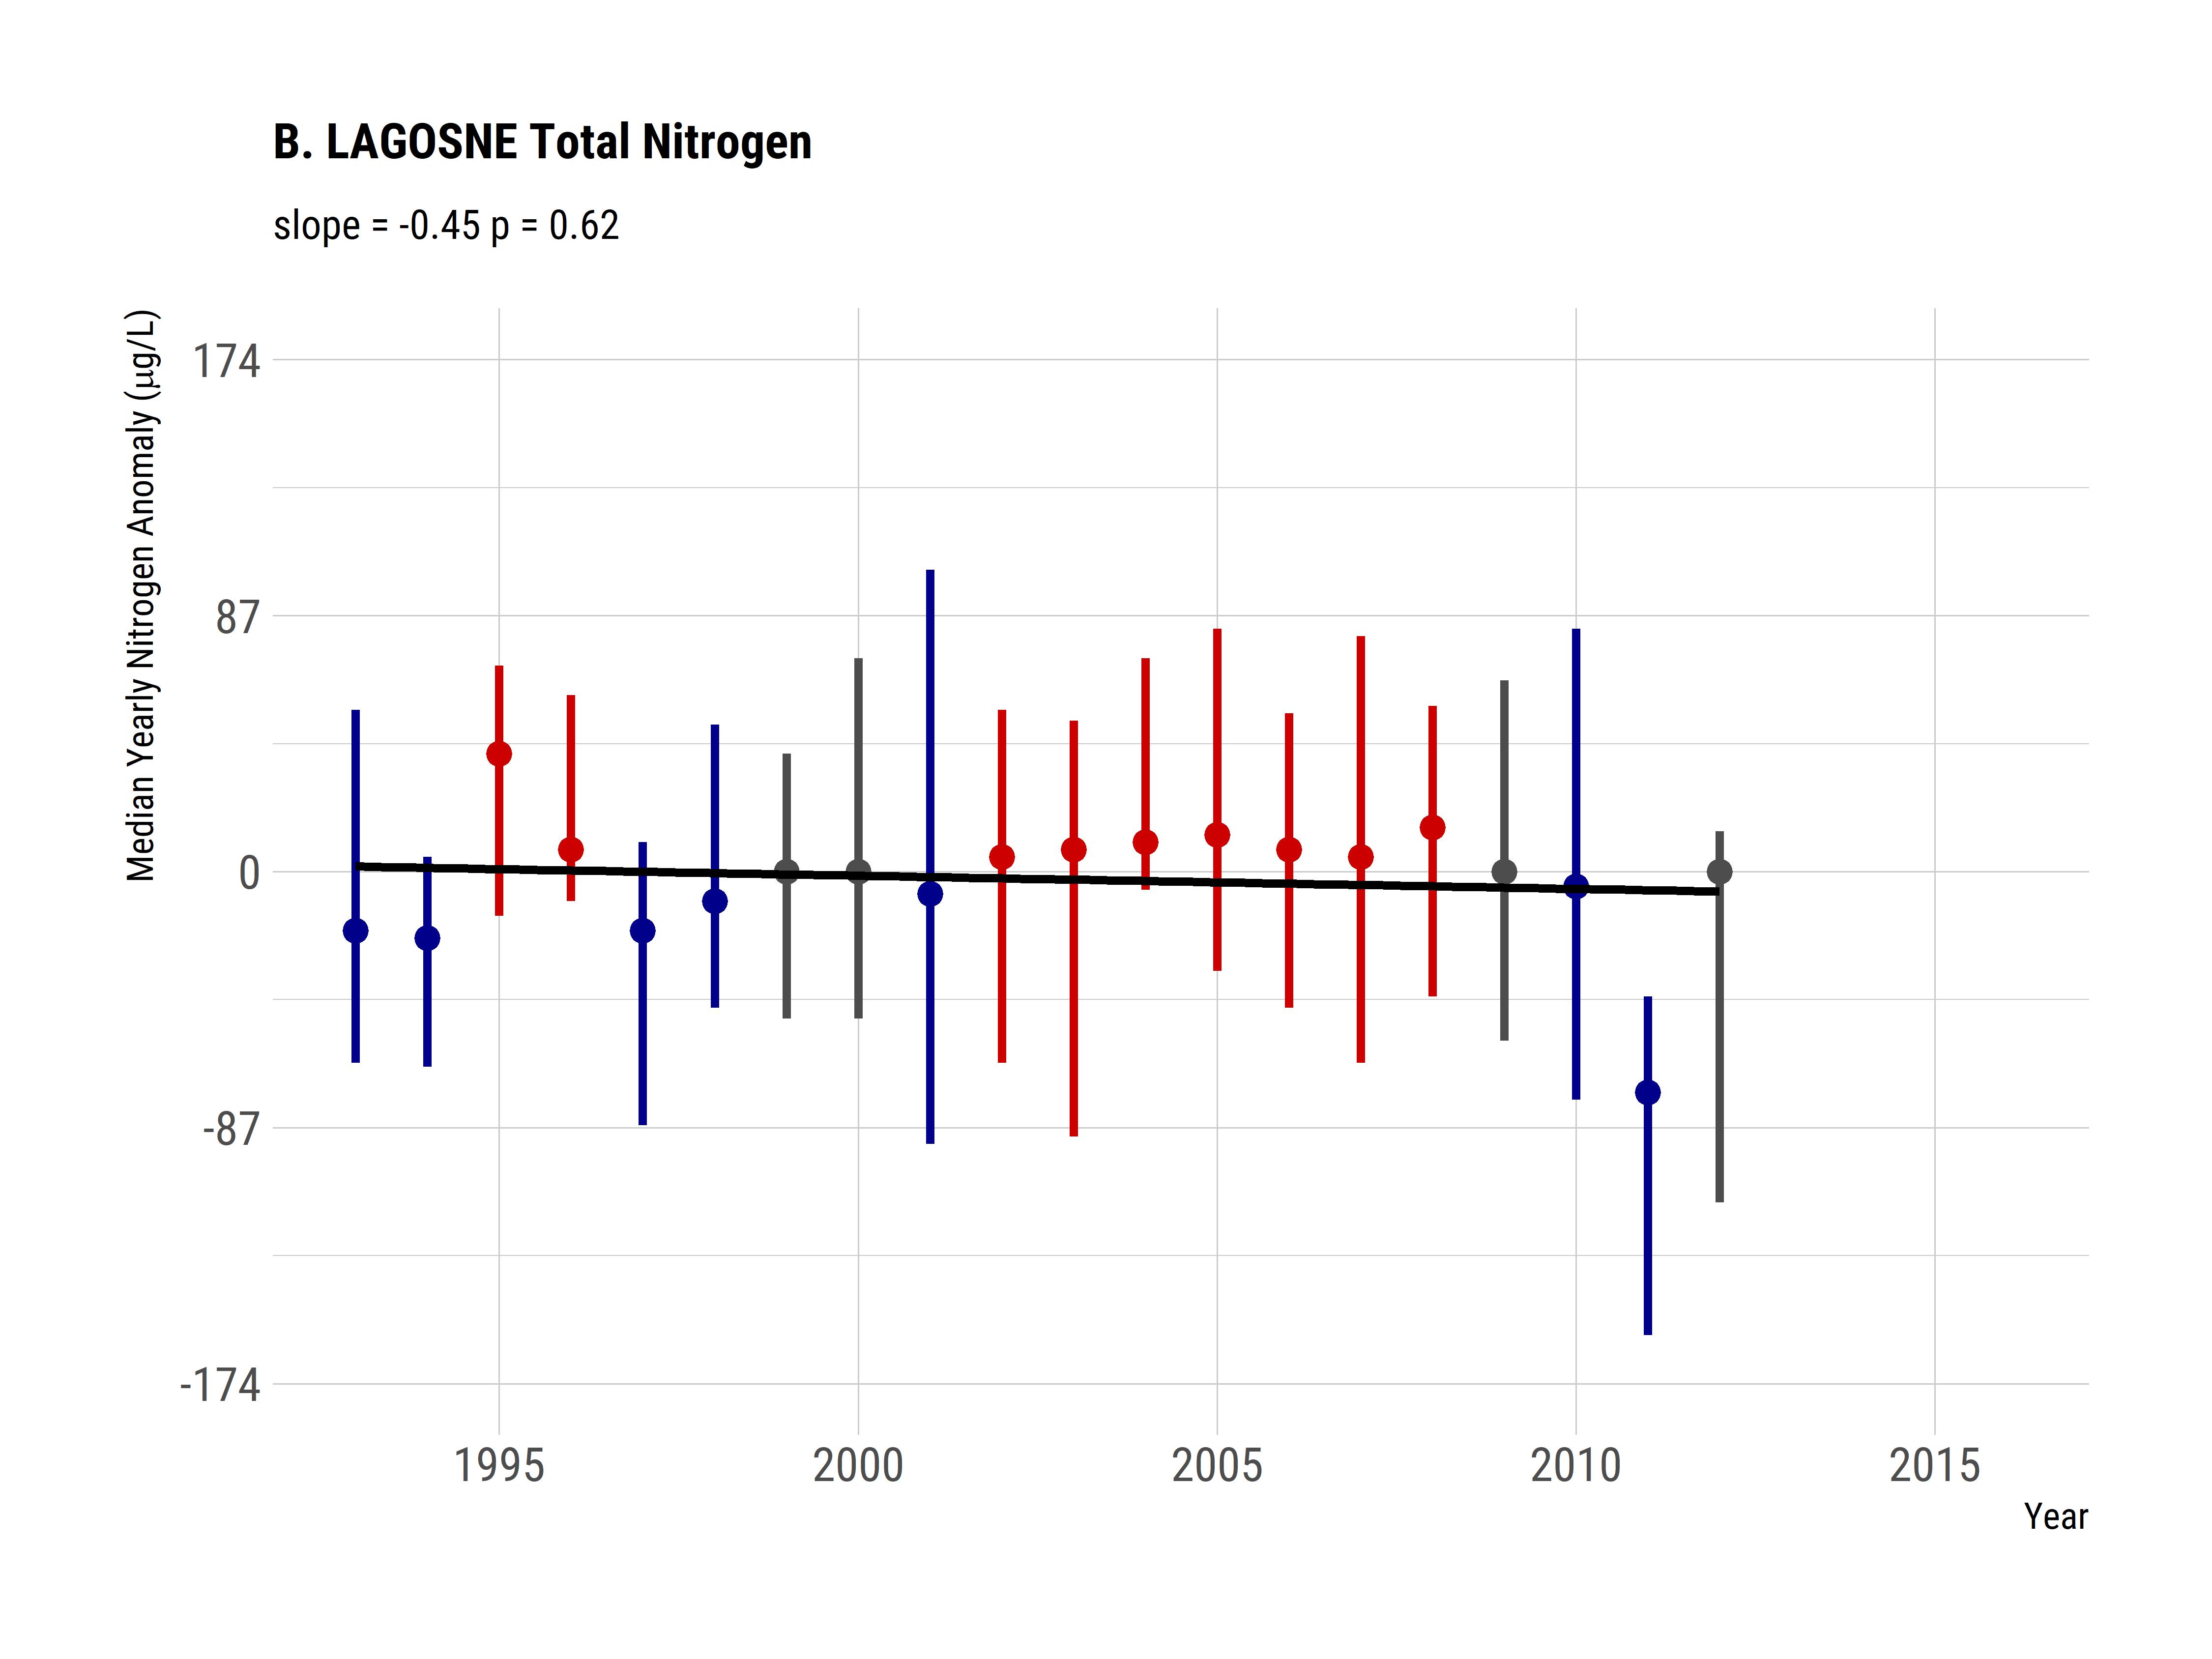 B. LAGOSNE Total Nitrogen
slope = -0.45 p = 0.62
Median Yearly Nitrogen Anomaly (μg/L)
174
87
0
-87
-174
1995 2000 2005 2010 2015
Year